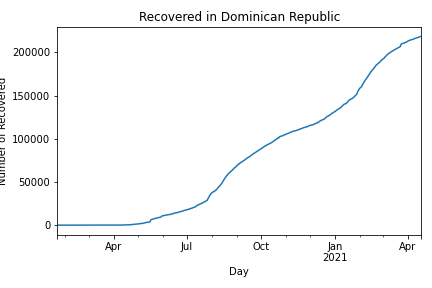 Recovered in Dominican Republic
Number of Recovered
200000
150000
100000
50000
0
Apr
Jul
Oct
Jan
2021
Apr
Day